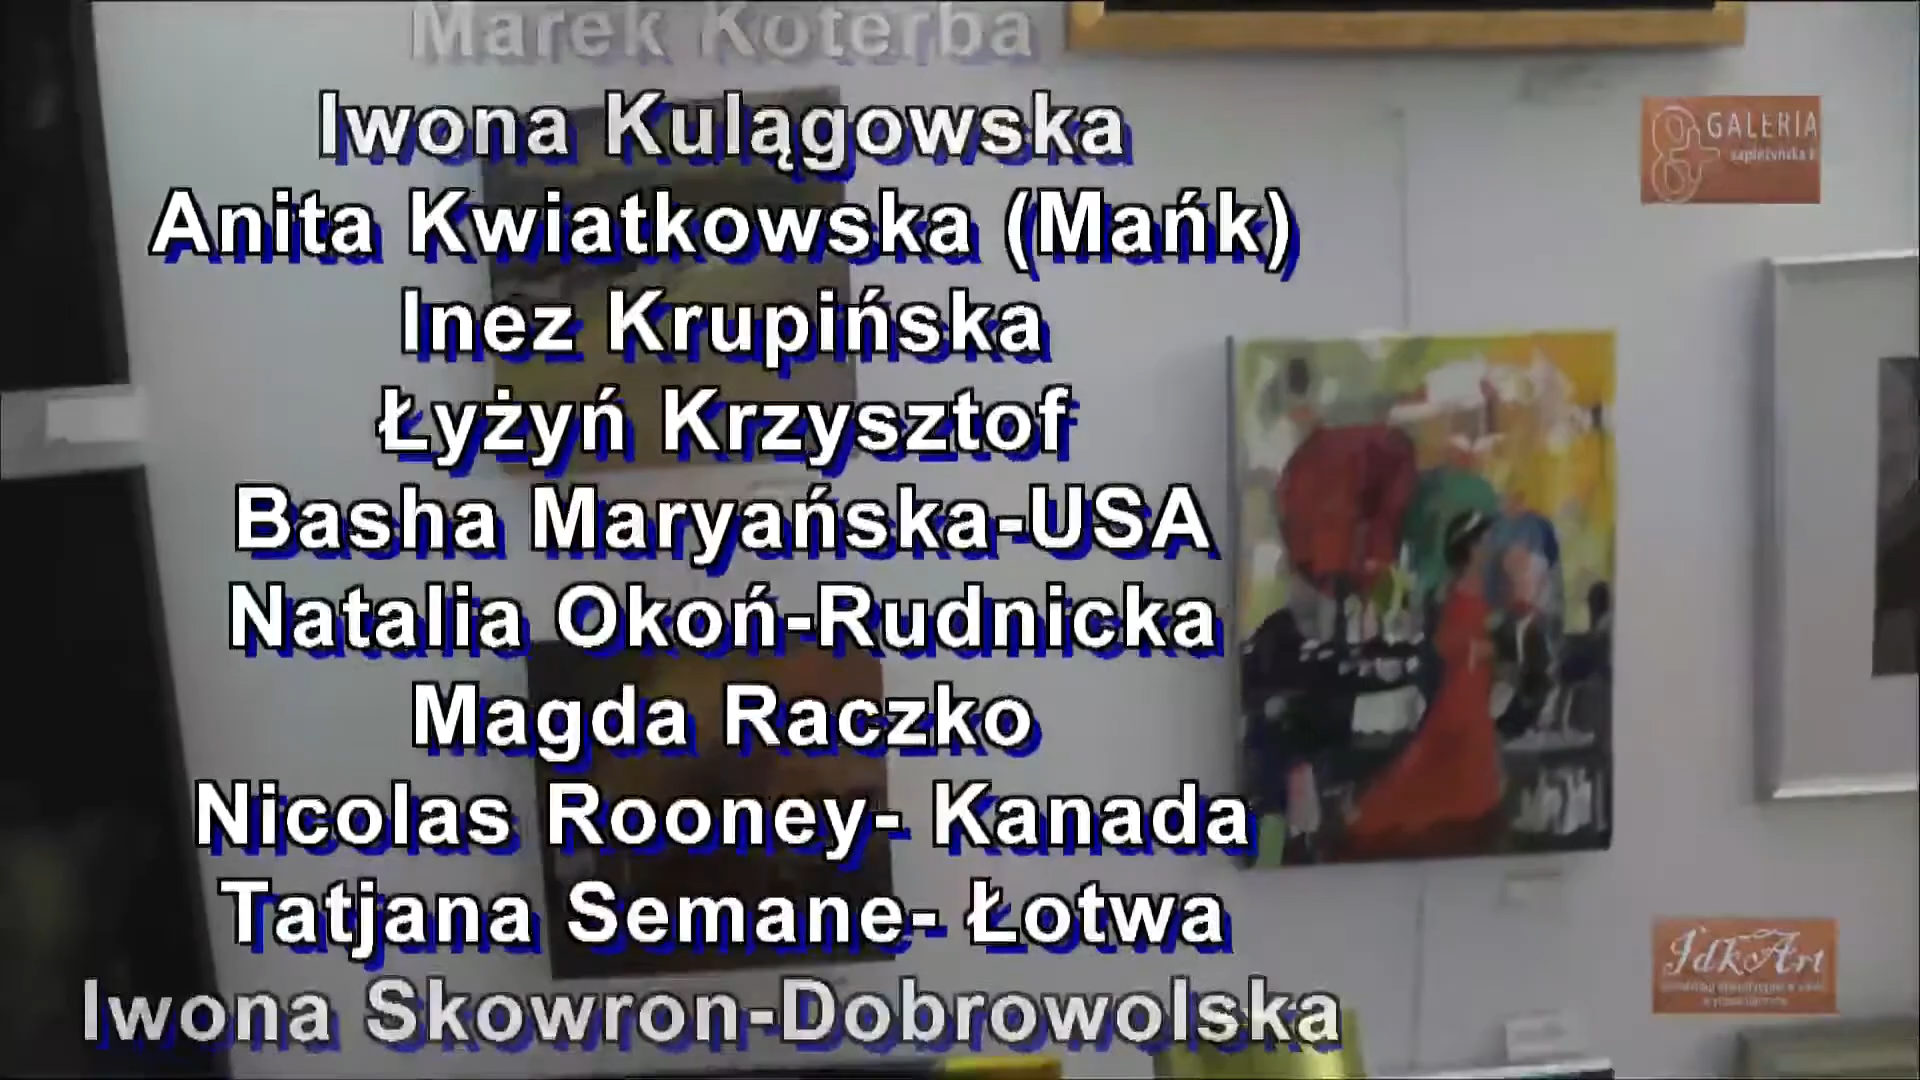 Marek Koterba
Iwona Kulągowska
Anita Kwiatkowska (Mańk)
Inez Krupińska
Łyżyń Krzysztof
Basha Maryańska-USA
Natalia Okoń-Rudnicka
Magda Raczko
Nicolas Rooney- Kanada
Tatjana Semane- Łotwa
Iwona Skowron-Dobrowolska
GALERIA
JdkArt